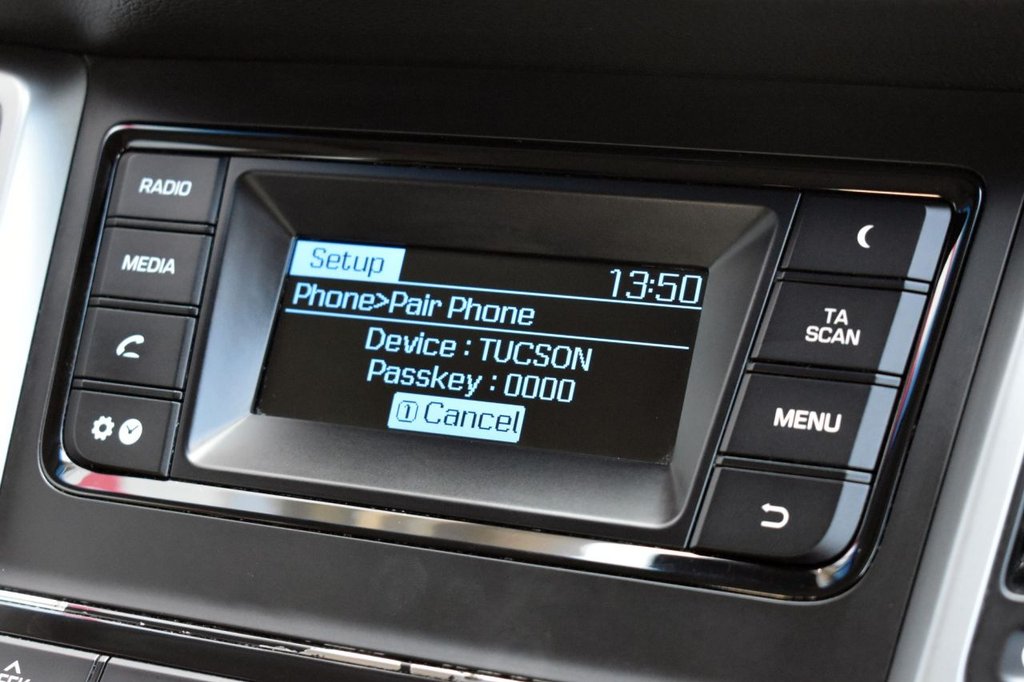 RADIO
MEDIA
Setup
13:50
Phone>Pair Phone
Device : TUCSON
Passkey : 0000
1 Cancel
TA
SCAN
MENU